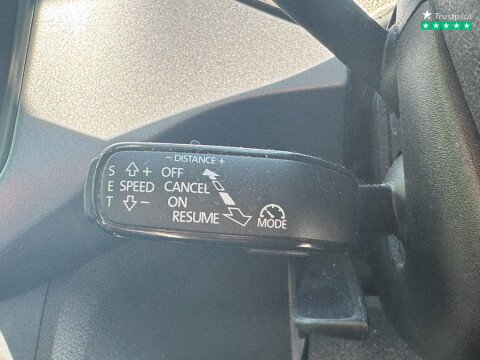 Trustpilot
- DISTANCE +
S + OFF
E SPEED CANCEL
T - ON
RESUME
MODE